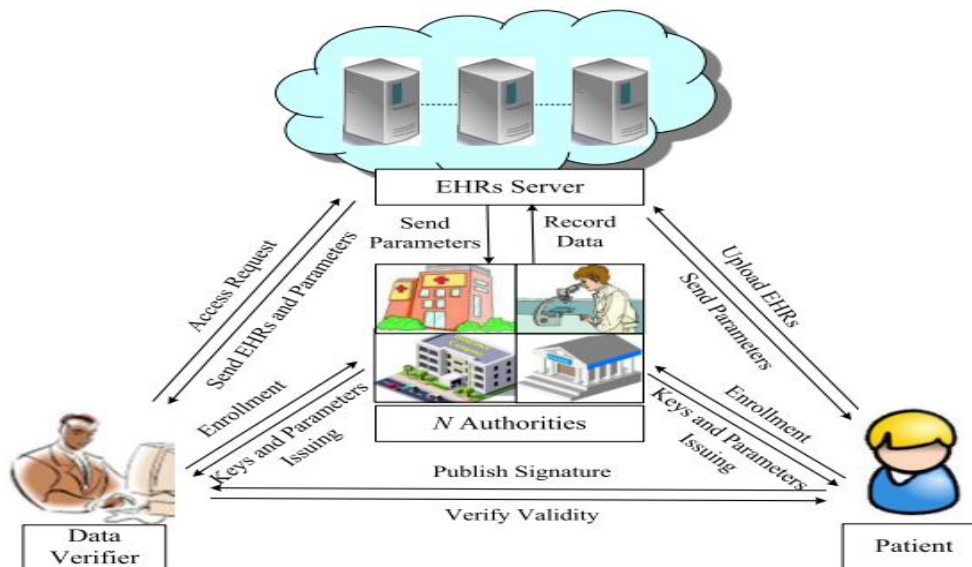 EHRs Server
Send
Parameters
Record
Data
Access Request
Send EHRs and Parameters
Upload EHRs
Send Parameters
Enrollment
Keys and Parameters
Issuing
N Authorities
Enrollment
Keys and Parameters
Issuing
Publish Signature
Verify Validity
Data
Verifier
Patient